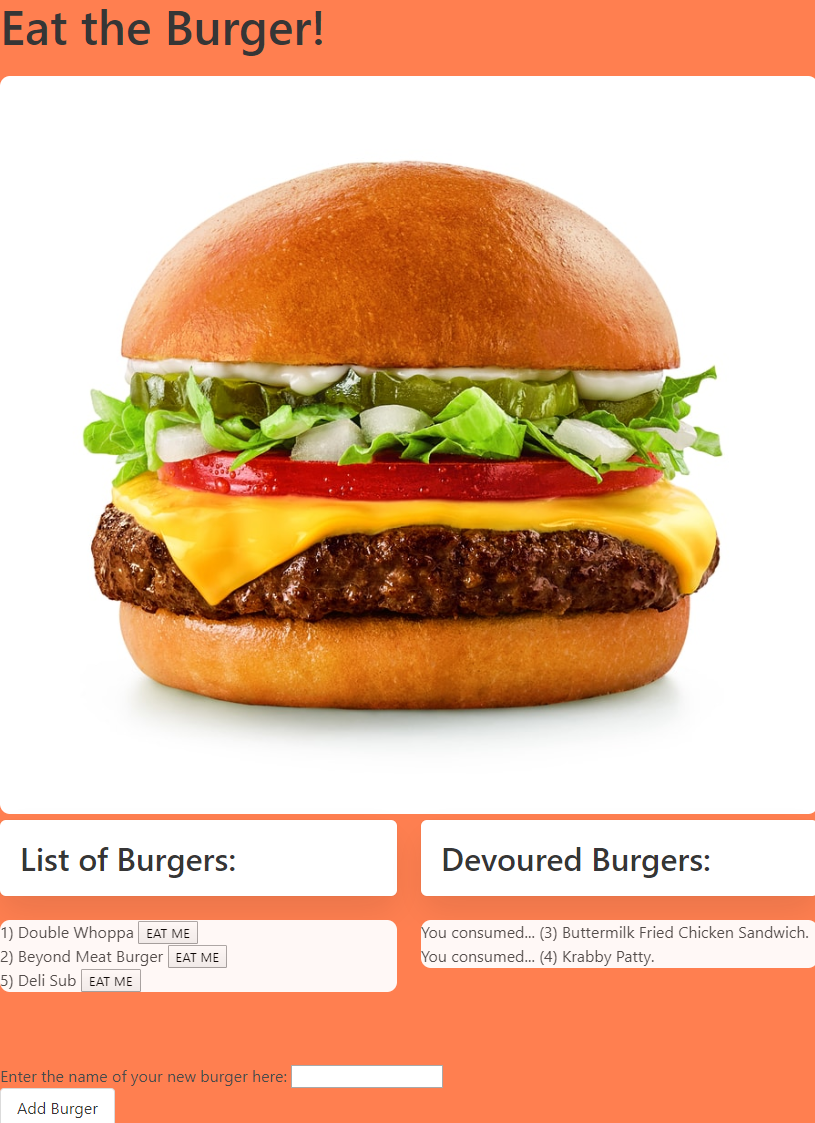 Eat the Burger!
List of Burgers:
1) Double Whoppa EAT ME
2) Beyond Meat Burger EAT ME
5) Deli Sub EAT ME
Devoured Burgers:
You consumed... (3) Buttermilk Fried Chicken Sandwich.
You consumed... (4) Krabby Patty.
Enter the name of your new burger here:
Add Burger